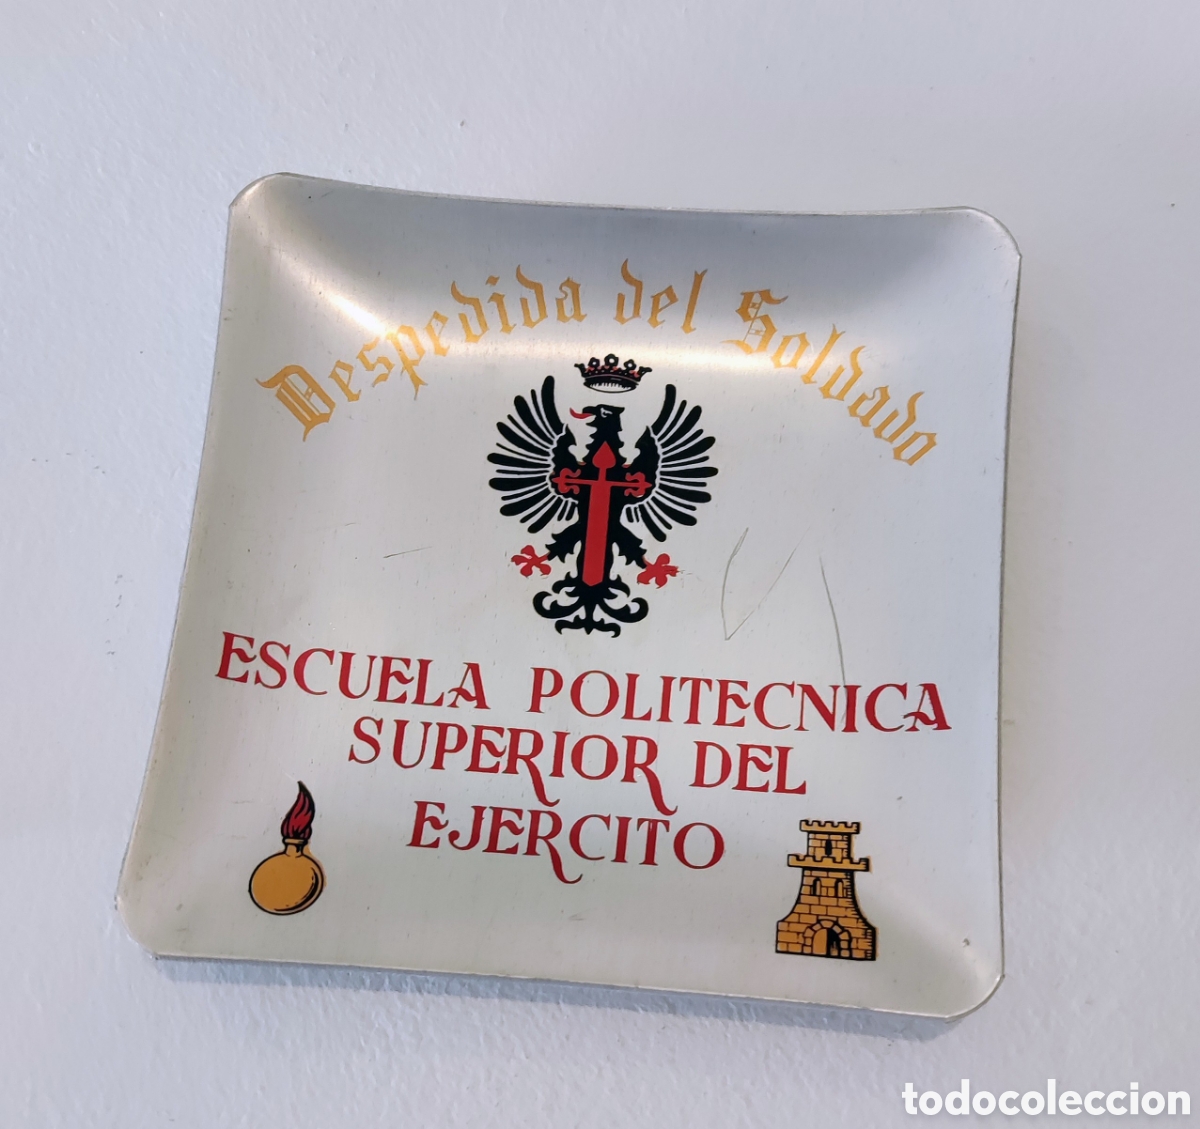 Despedida del Soldado
ESCUELA POLITECNICA
SUPERIOR DEL
EJERCITO
todocoleccion